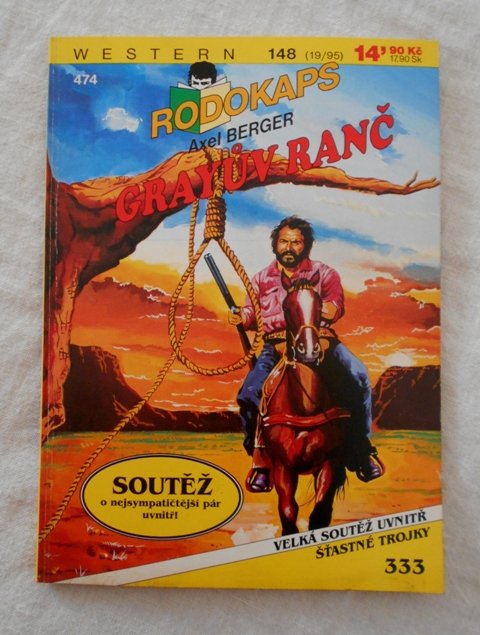 WESTERN 148 (19/95) 14,90 Kč
17,90 Sk
474
RODOKAPS
Axel BERGER
GRAYŮV RANČ
SOUTĚŽ
o nejsympatičtější pár
uvnitř!
VELKÁ SOUTĚŽ UVNITŘ
ŠŤASTNÉ TROJKY
333